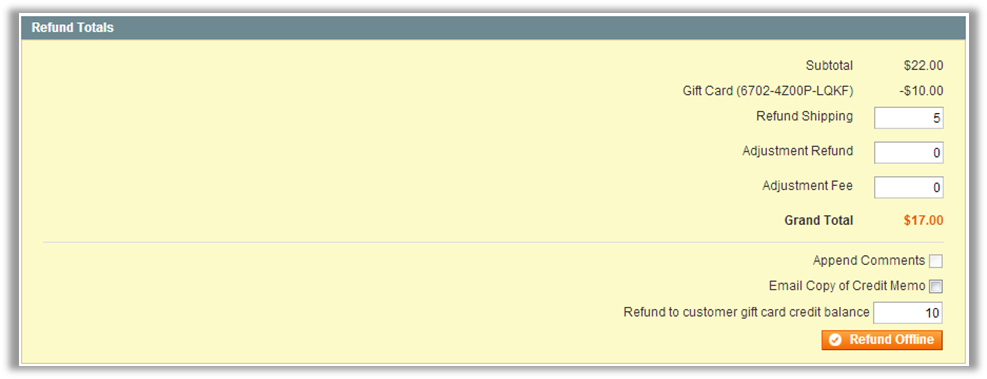 Refund Totals
Subtotal $22.00
Gift Card (6702-4Z00P-LQKF) -$10.00
Refund Shipping 5
Adjustment Refund 0
Adjustment Fee 0
Grand Total $17.00
Append Comments
Email Copy of Credit Memo
Refund to customer gift card credit balance 10
Refund Offline